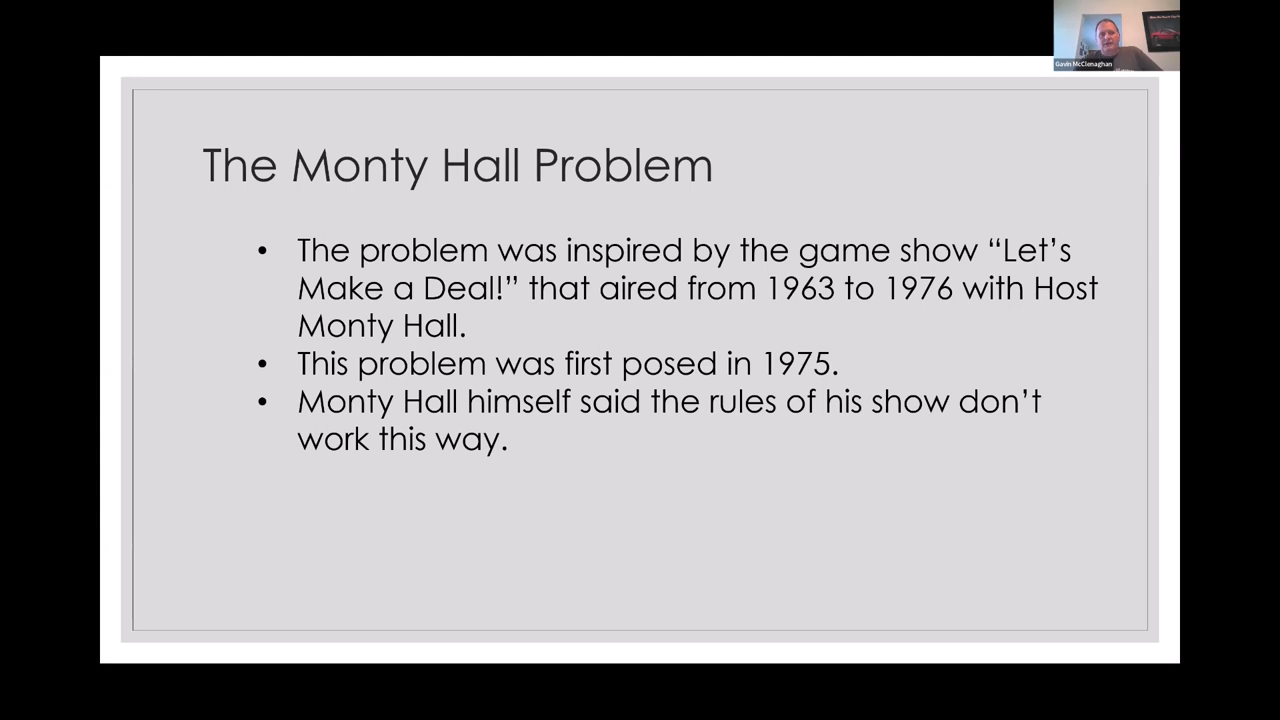 Gavin McClenaghan
The Monty Hall Problem
• The problem was inspired by the game show “Let’s
Make a Deal!” that aired from 1963 to 1976 with Host
Monty Hall.
• This problem was first posed in 1975.
• Monty Hall himself said the rules of his show don’t
work this way.